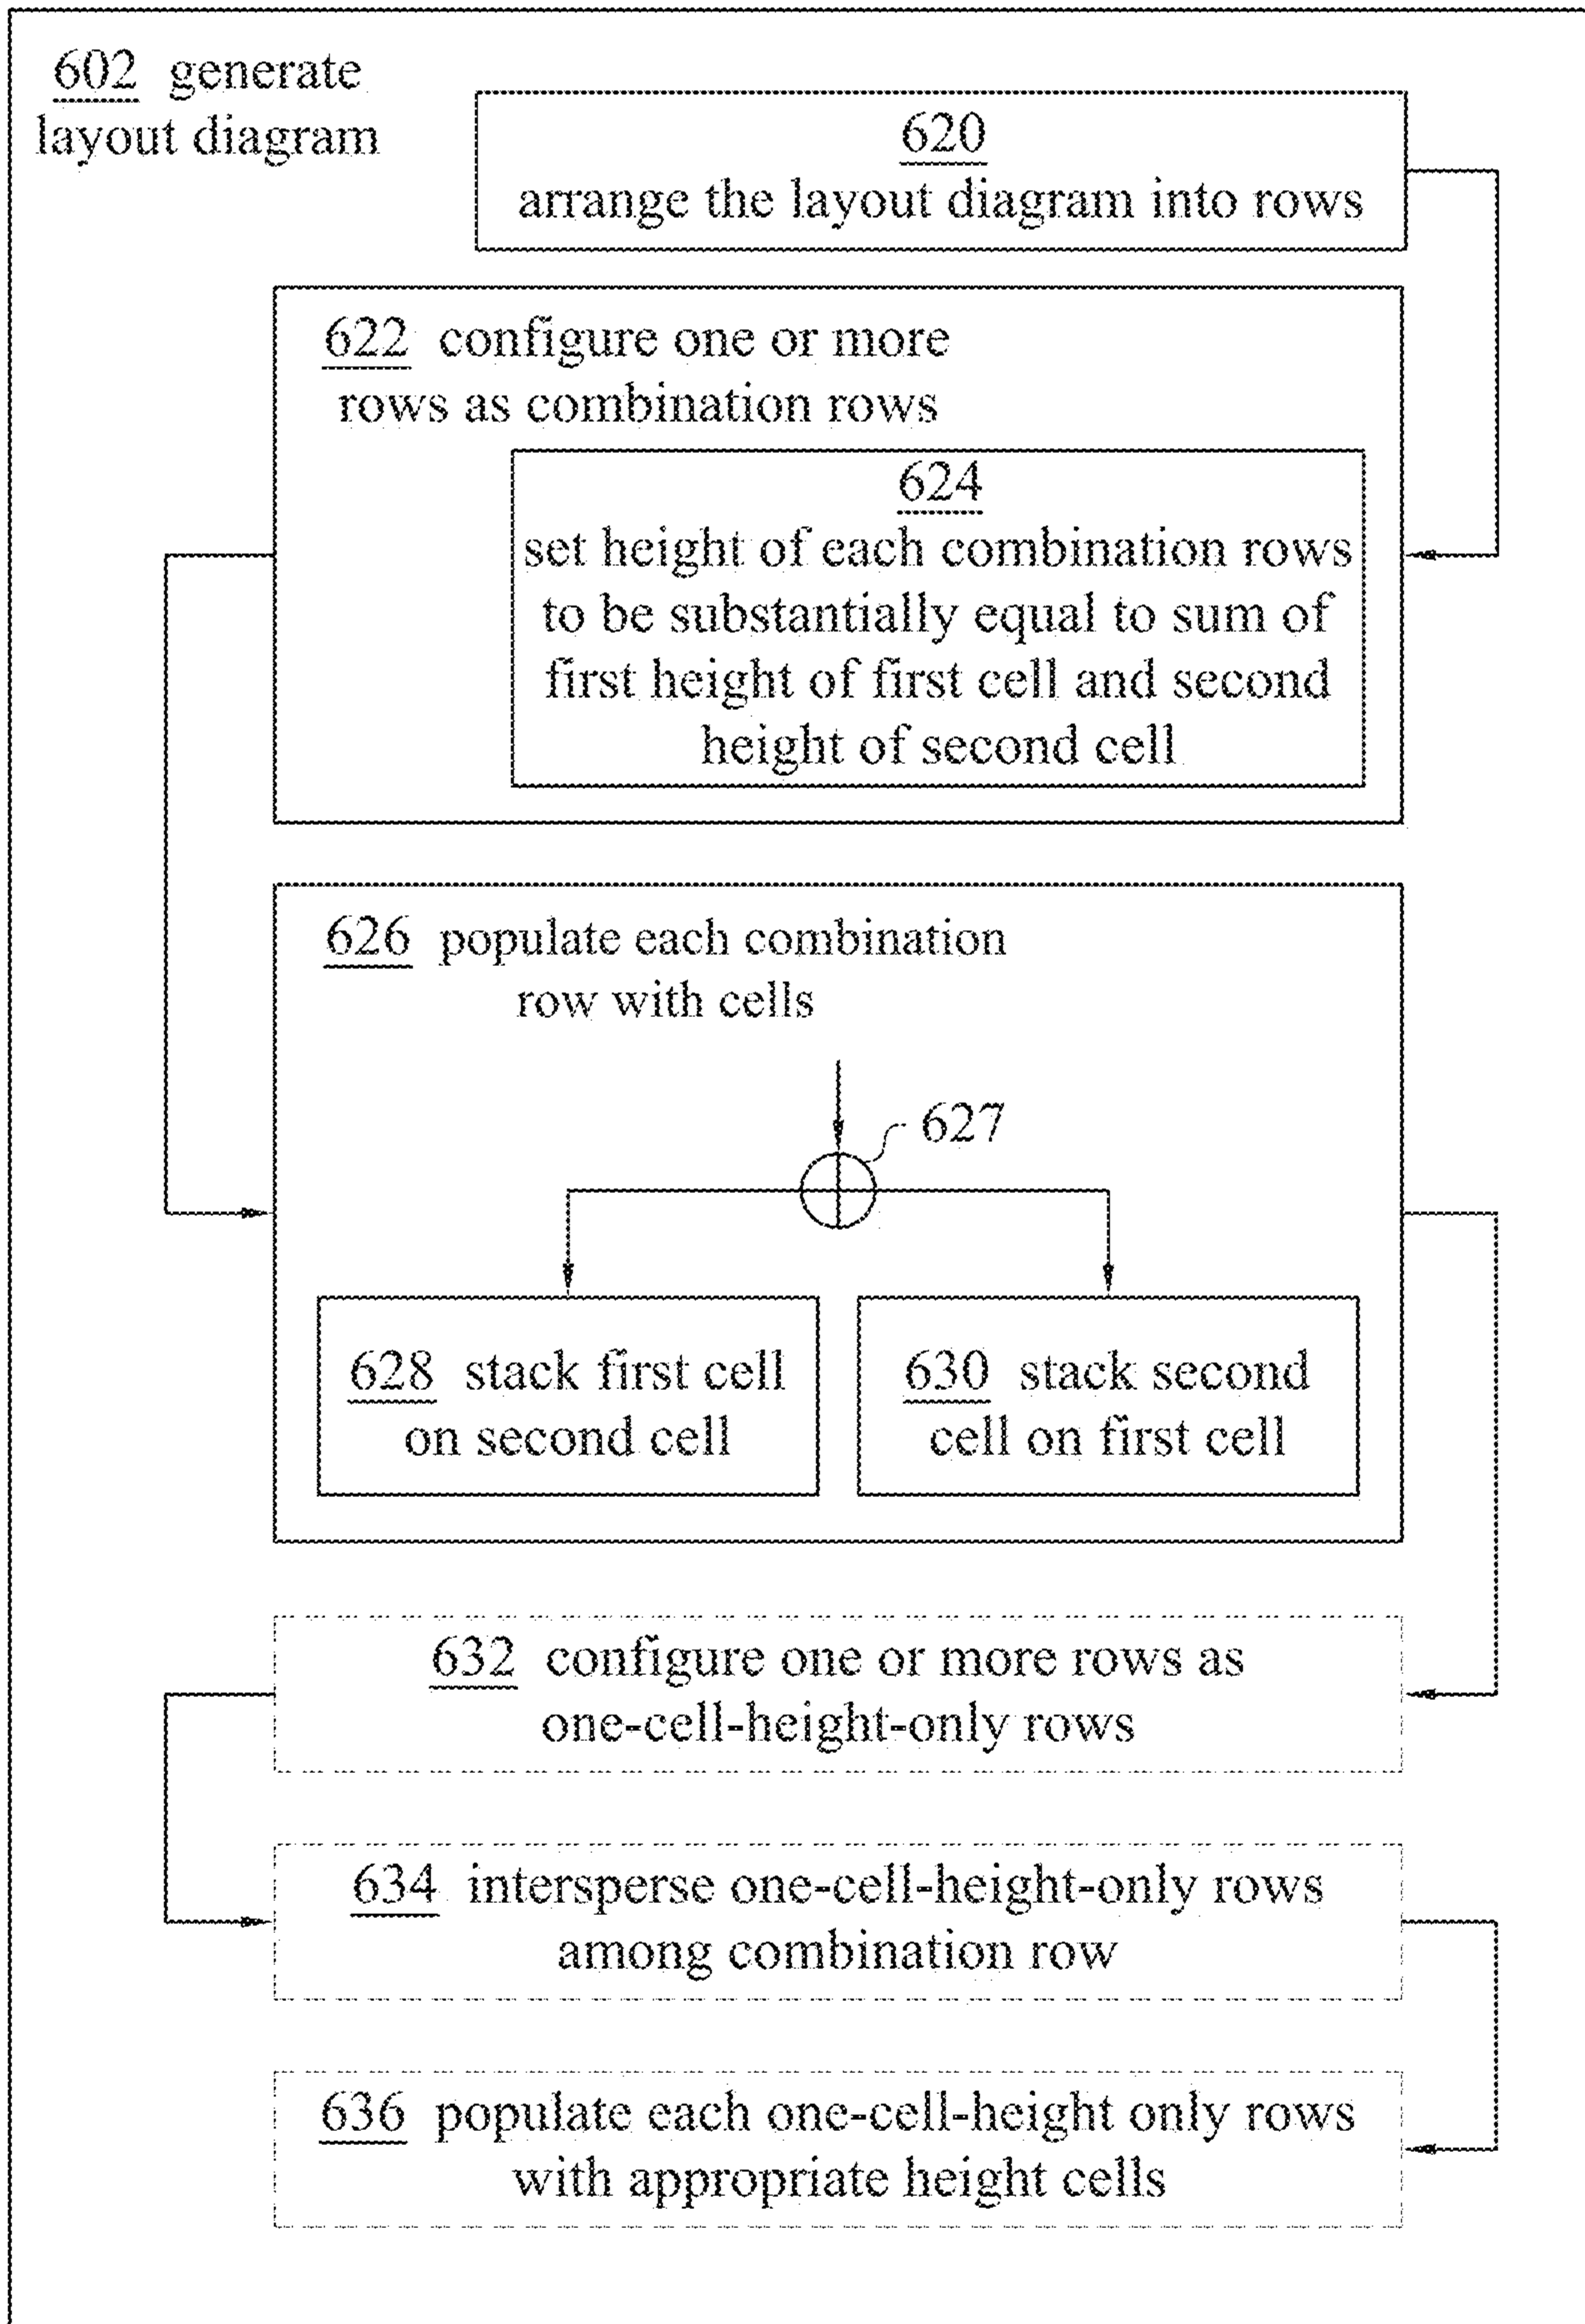 602 generate
layout diagram
620
arrange the layout diagram into rows
622 configure one or more
rows as combination rows
624
set height of each combination rows
to be substantially equal to sum of
first height of first cell and second
height of second cell
626 populate each combination
row with cells
627
628 stack first cell
on second cell
630 stack second
cell on first cell
632 configure one or more rows as
one-cell-height-only rows
634 intersperse one-cell-height-only rows
among combination row
636 populate each one-cell-height only rows
with appropriate height cells